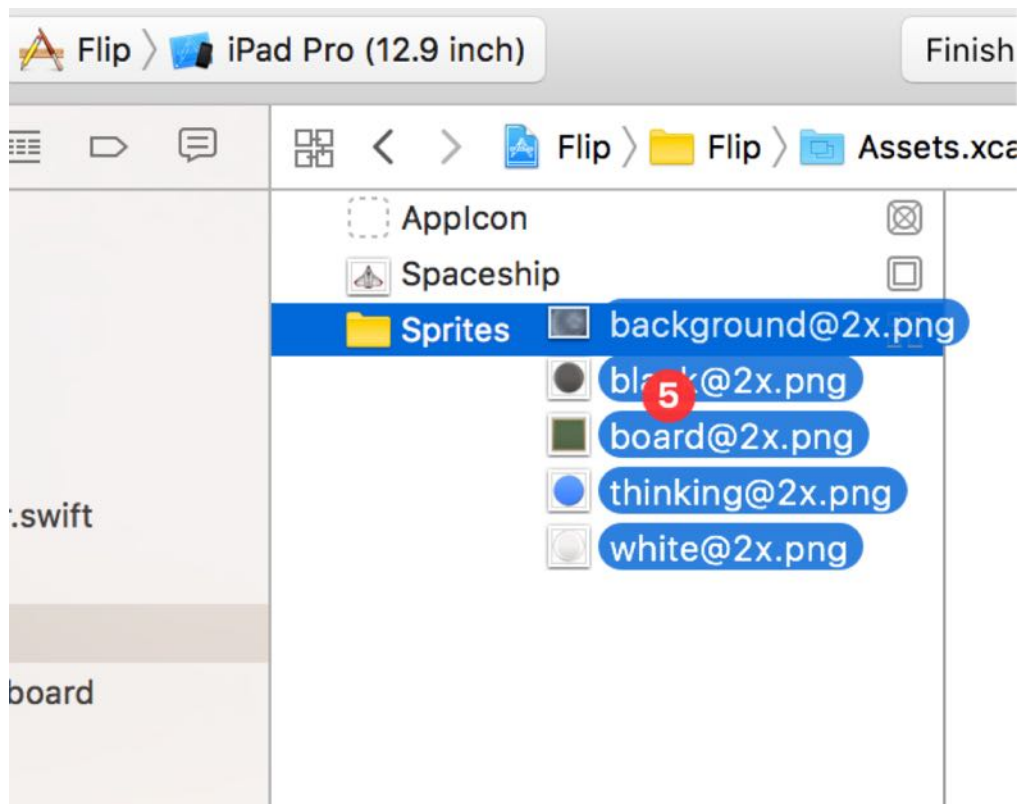 Flip iPad Pro (12.9 inch) Finish
Flip Flip Assets.xca
AppIcon
Spaceship
Sprites background@2x.png
black@2x.png
5
board@2x.png
thinking@2x.png
.swift
white@2x.png
board